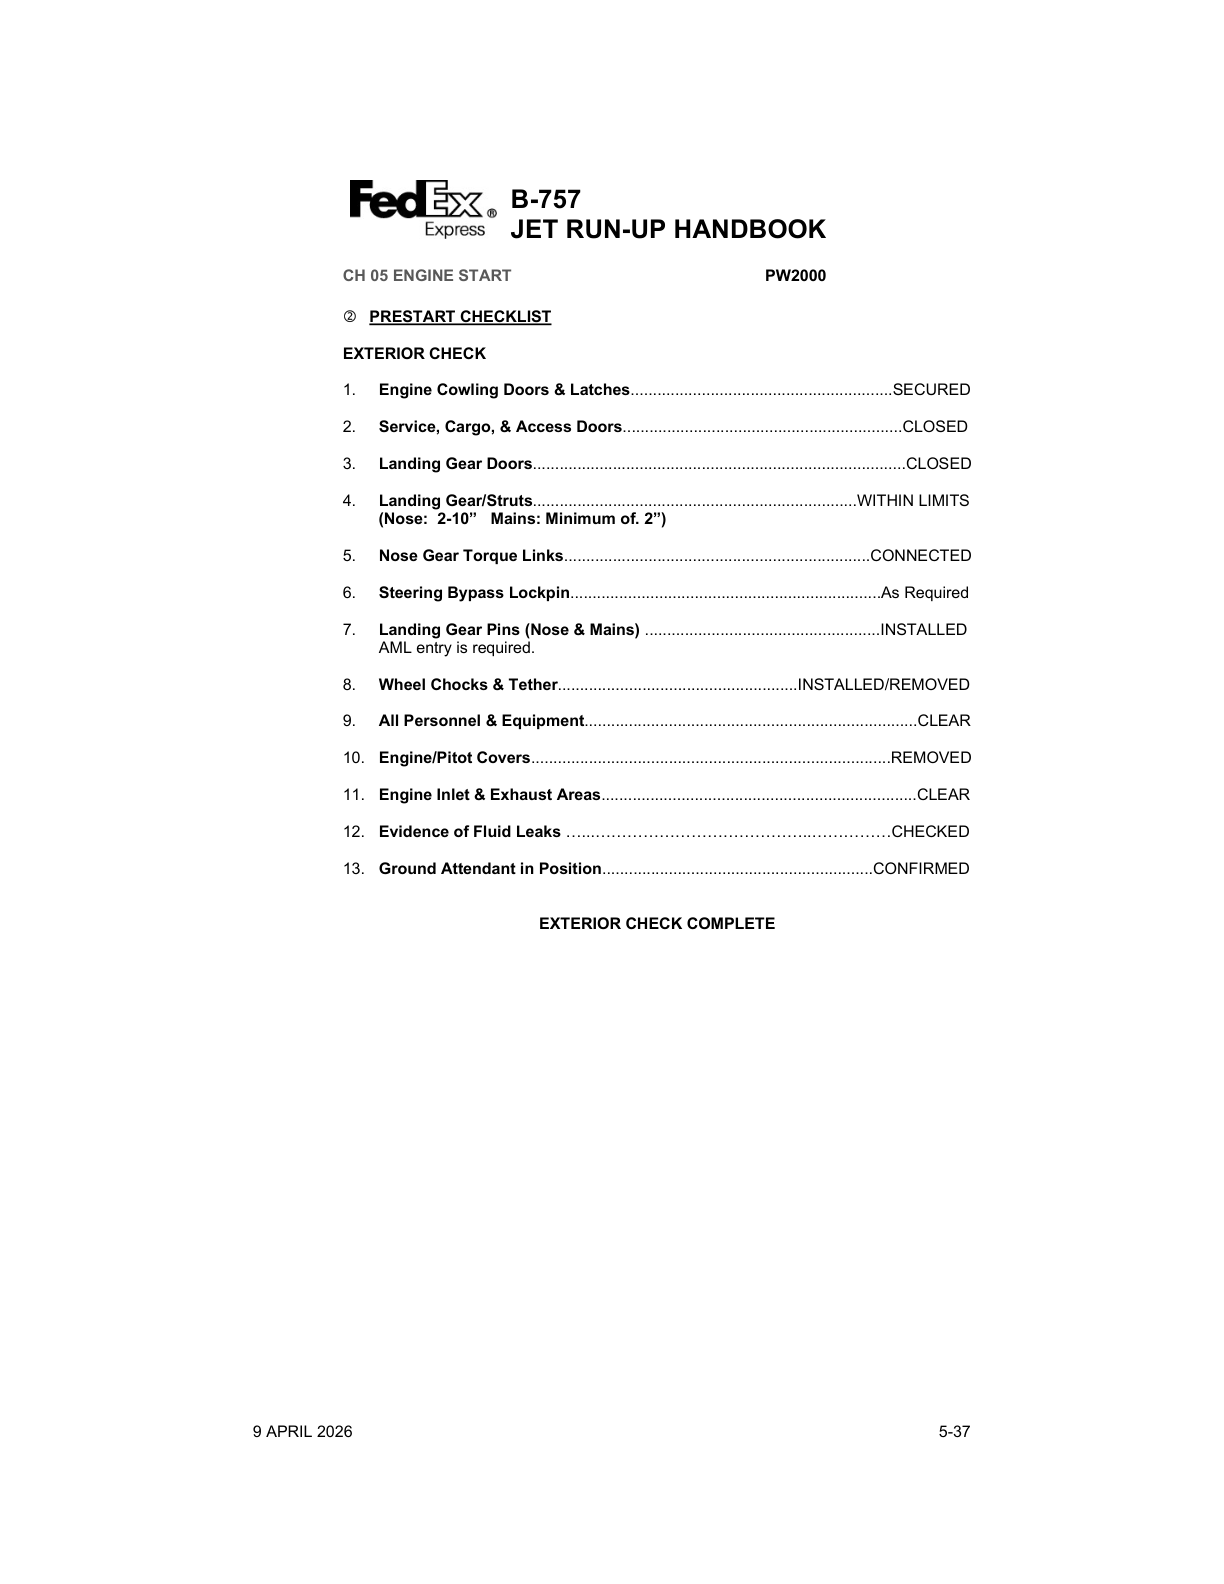 FedEx® Express
B-757
JET RUN-UP HANDBOOK
CH 05 ENGINE START PW2000
② PRESTART CHECKLIST
EXTERIOR CHECK
1. Engine Cowling Doors & Latches...........................................................SECURED
2. Service, Cargo, & Access Doors...............................................................CLOSED
3. Landing Gear Doors....................................................................................CLOSED
4. Landing Gear/Struts.........................................................................WITHIN LIMITS
(Nose: 2-10” Mains: Minimum of. 2”)
5. Nose Gear Torque Links.....................................................................CONNECTED
6. Steering Bypass Lockpin......................................................................As Required
7. Landing Gear Pins (Nose & Mains) .....................................................INSTALLED
AML entry is required.
8. Wheel Chocks & Tether......................................................INSTALLED/REMOVED
9. All Personnel & Equipment...........................................................................CLEAR
10. Engine/Pitot Covers.................................................................................REMOVED
11. Engine Inlet & Exhaust Areas.......................................................................CLEAR
12. Evidence of Fluid Leaks …...…………………………………..……………CHECKED
13. Ground Attendant in Position.............................................................CONFIRMED
EXTERIOR CHECK COMPLETE
9 APRIL 2026 5-37